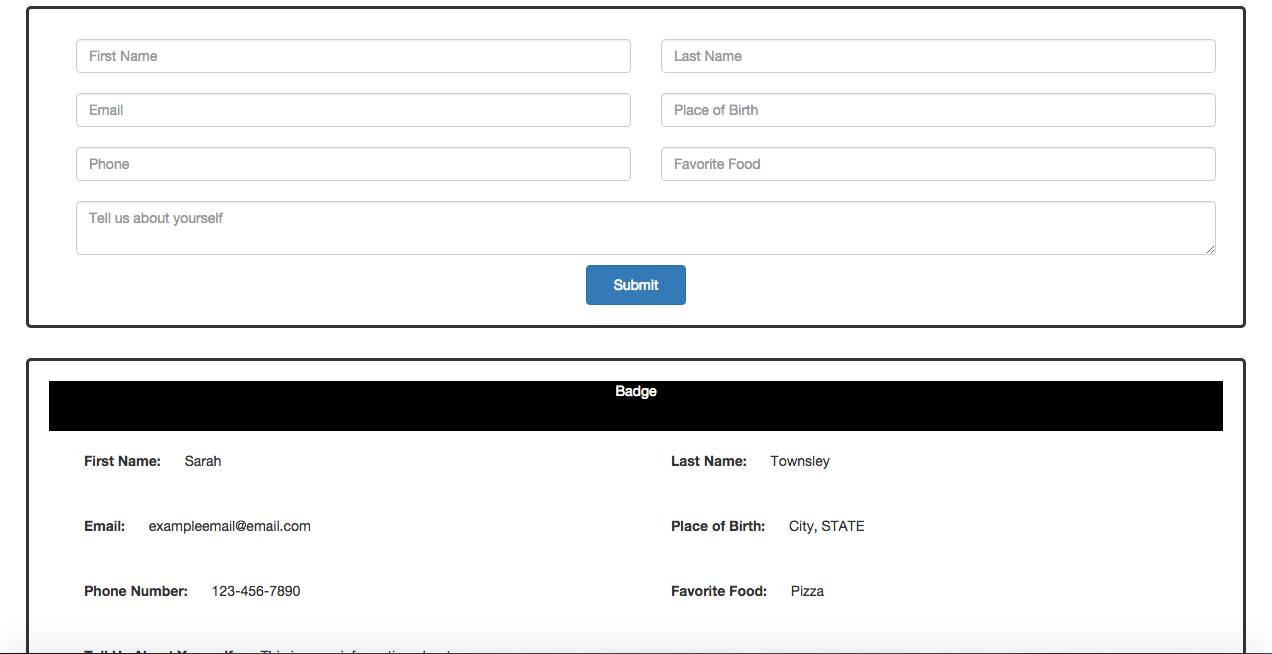 First Name Last Name
Email Place of Birth
Phone Favorite Food
Tell us about yourself
Submit
Badge
First Name: Sarah Last Name: Townsley
Email: exampleemail@email.com Place of Birth: City, STATE
Phone Number: 123-456-7890 Favorite Food: Pizza